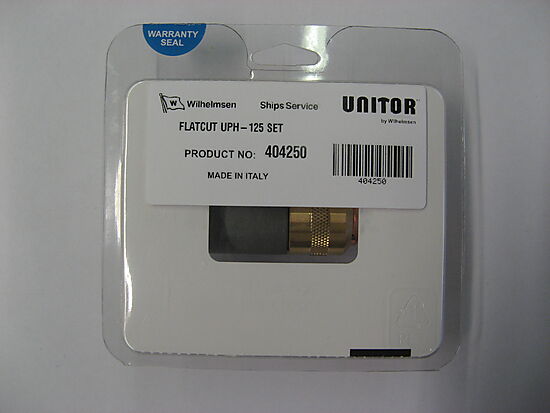 WARRANTY
SEAL
W Wilhelmsen Ships Service UNITOR
by Wilhelmsen
FLATCUT UPH-125 SET
PRODUCT NO: 404250
MADE IN ITALY
404250